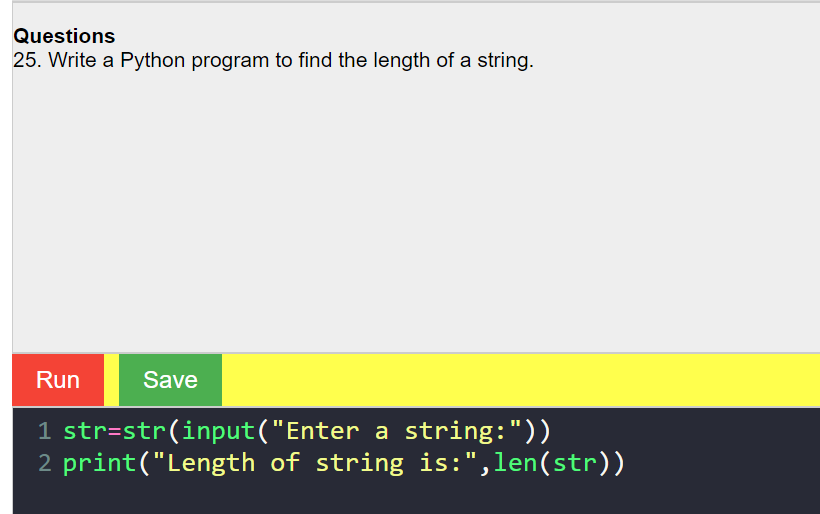 Questions
25. Write a Python program to find the length of a string.
Run Save
1 str=str(input("Enter a string:"))
2 print("Length of string is:",len(str))